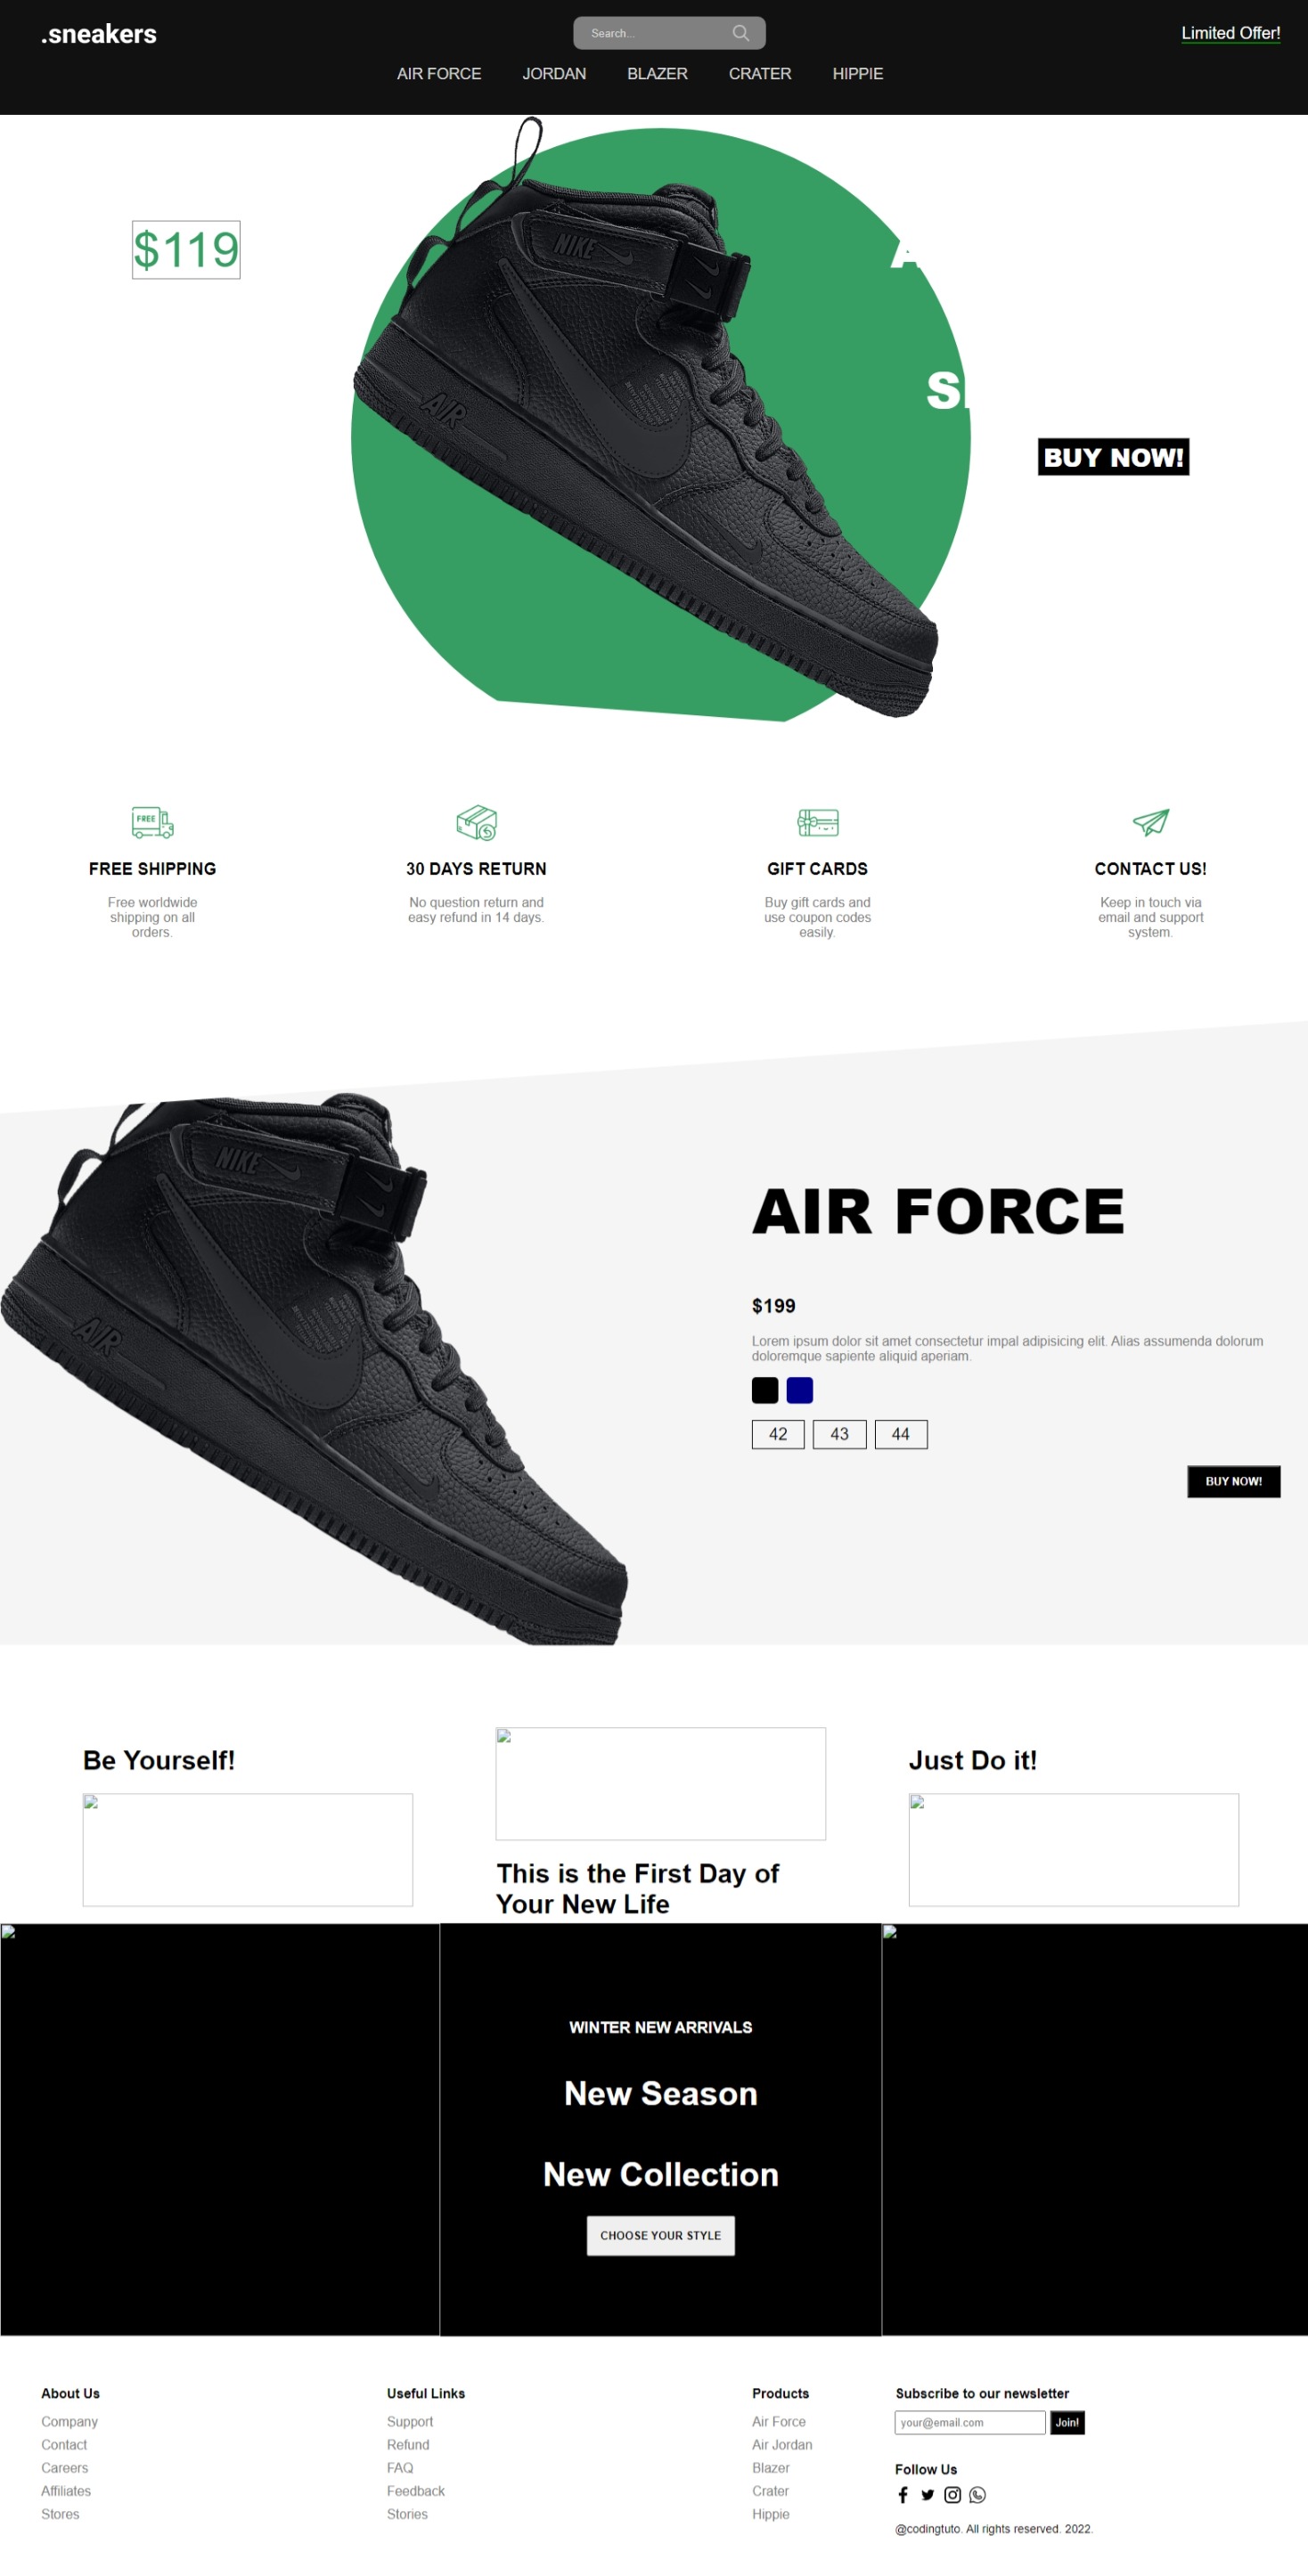 .sneakers
Search...
Limited Offer!
AIR FORCE JORDAN BLAZER CRATER HIPPIE
$119
NIKE
AIR
BUY NOW!
FREE
FREE SHIPPING
Free worldwide
shipping on all
orders.
30 DAYS RETURN
No question return and
easy refund in 14 days.
GIFT CARDS
Buy gift cards and
use coupon codes
easily.
CONTACT US!
Keep in touch via
email and support
system.
NIKE
AIR
AIR FORCE
$199
Lorem ipsum dolor sit amet consectetur impal adipisicing elit. Alias assumenda dolorum
doloremque sapiente aliquid aperiam.
42 43 44
BUY NOW!
Be Yourself!
This is the First Day of
Your New Life
Just Do it!
WINTER NEW ARRIVALS
New Season
New Collection
CHOOSE YOUR STYLE
About Us
Company
Contact
Careers
Affiliates
Stores
Useful Links
Support
Refund
FAQ
Feedback
Stories
Products
Air Force
Air Jordan
Blazer
Crater
Hippie
Subscribe to our newsletter
your@email.com Join!
Follow Us
@codingtuto. All rights reserved. 2022.